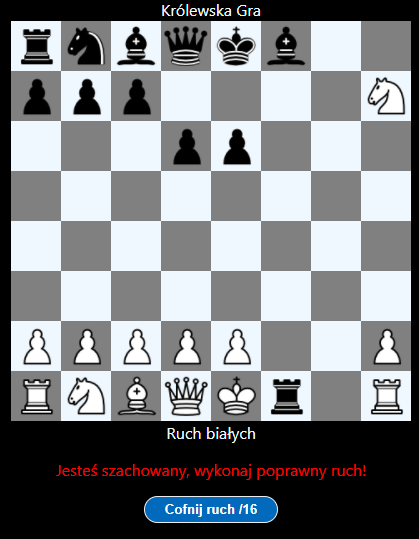 Królewska Gra
Ruch białych
Jesteś szachowany, wykonaj poprawny ruch!
Cofnij ruch /16